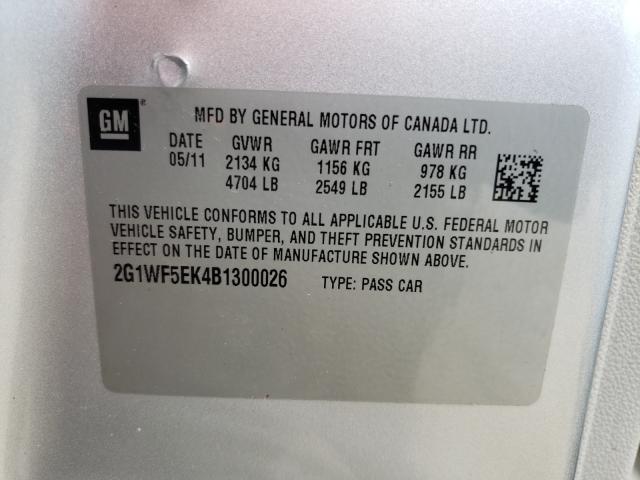 GM®
MFD BY GENERAL MOTORS OF CANADA LTD.
DATE GVWR GAWR FRT GAWR RR
05/11 2134 KG 1156 KG 978 KG
4704 LB 2549 LB 2155 LB
THIS VEHICLE CONFORMS TO ALL APPLICABLE U.S. FEDERAL MOTOR
VEHICLE SAFETY, BUMPER, AND THEFT PREVENTION STANDARDS IN
EFFECT ON THE DATE OF MANUFACTURE SHOWN ABOVE.
2G1WF5EK4B1300026 TYPE: PASS CAR